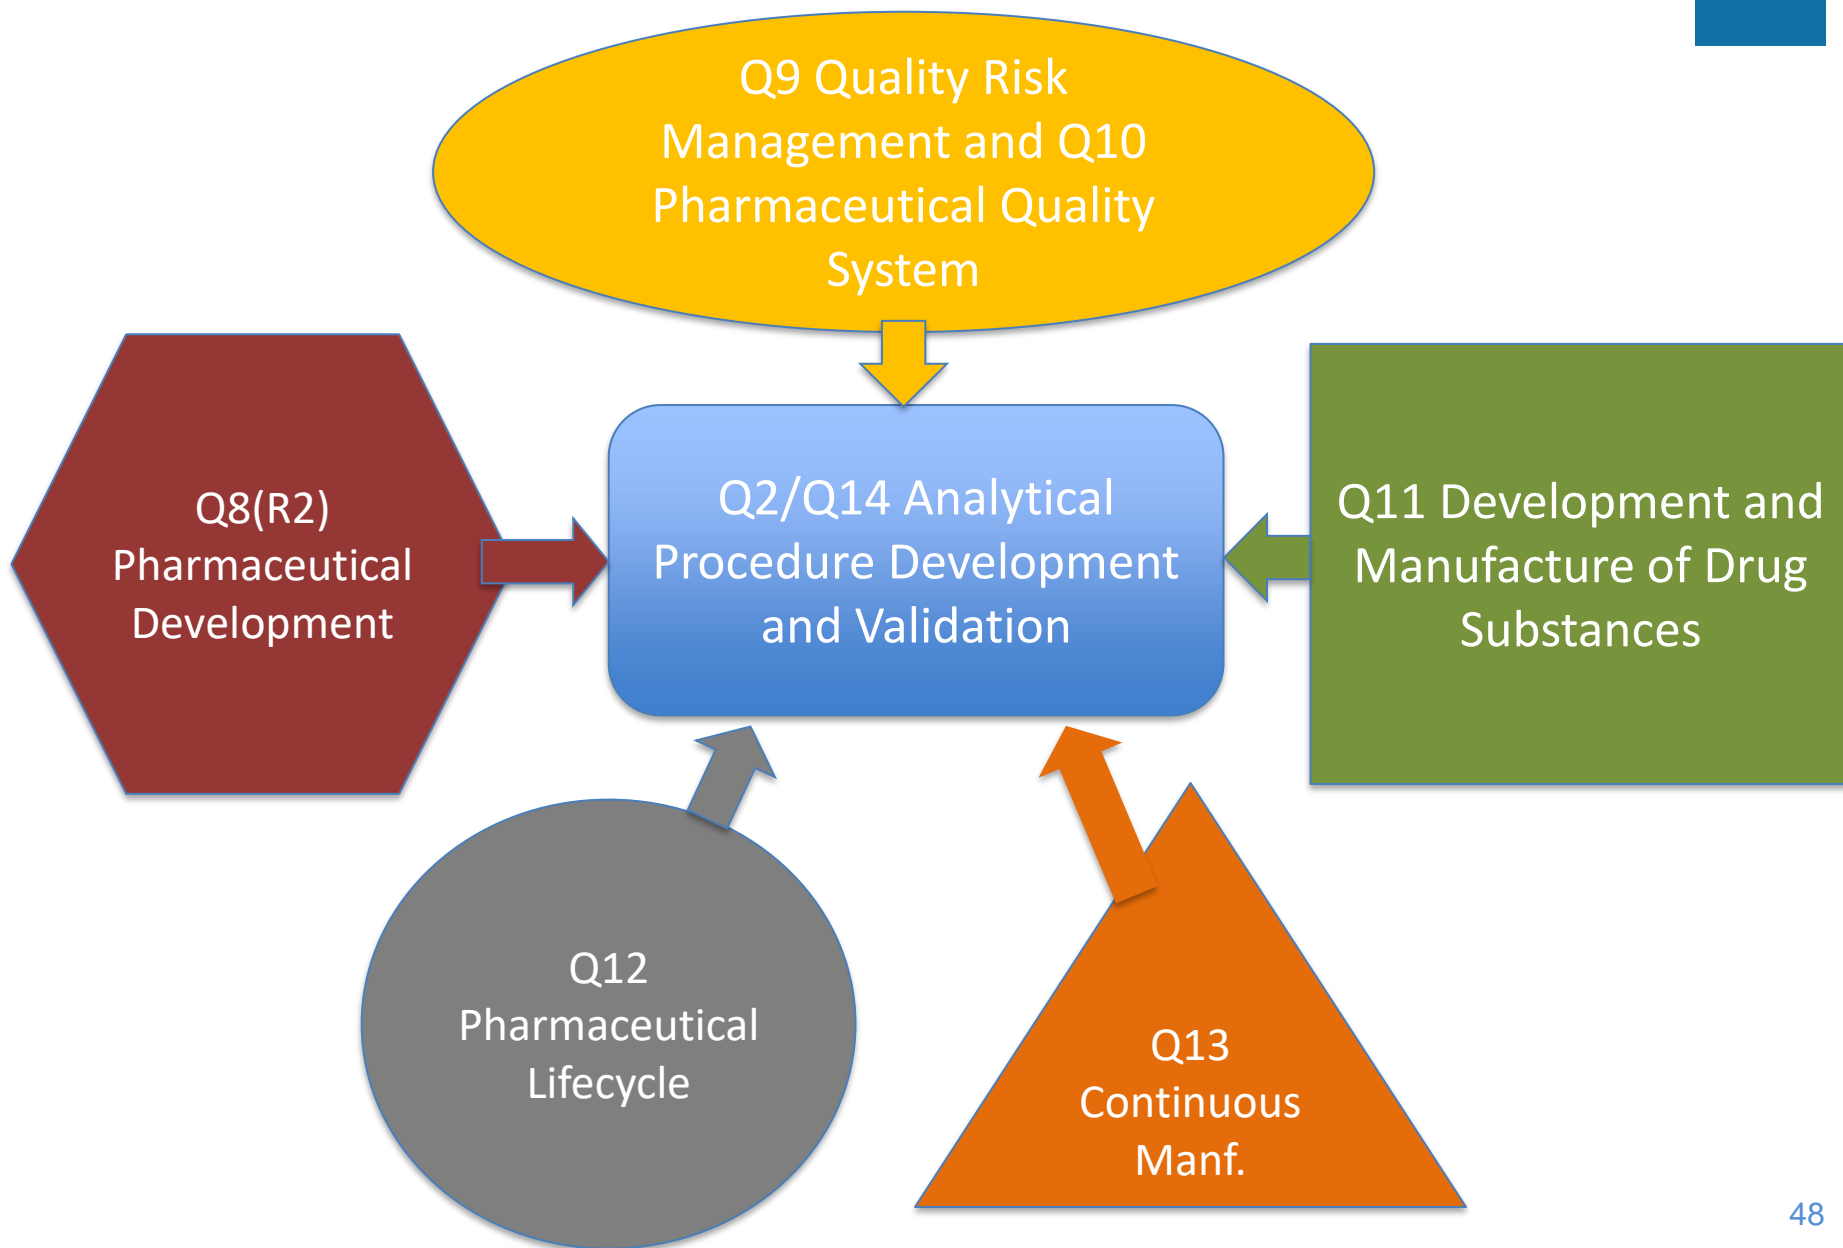 Q9 Quality Risk
Management and Q10
Pharmaceutical Quality
System
Q8(R2)
Pharmaceutical
Development
Q2/Q14 Analytical
Procedure Development
and Validation
Q11 Development and
Manufacture of Drug
Substances
Q12
Pharmaceutical
Lifecycle
Q13
Continuous
Manf.
48